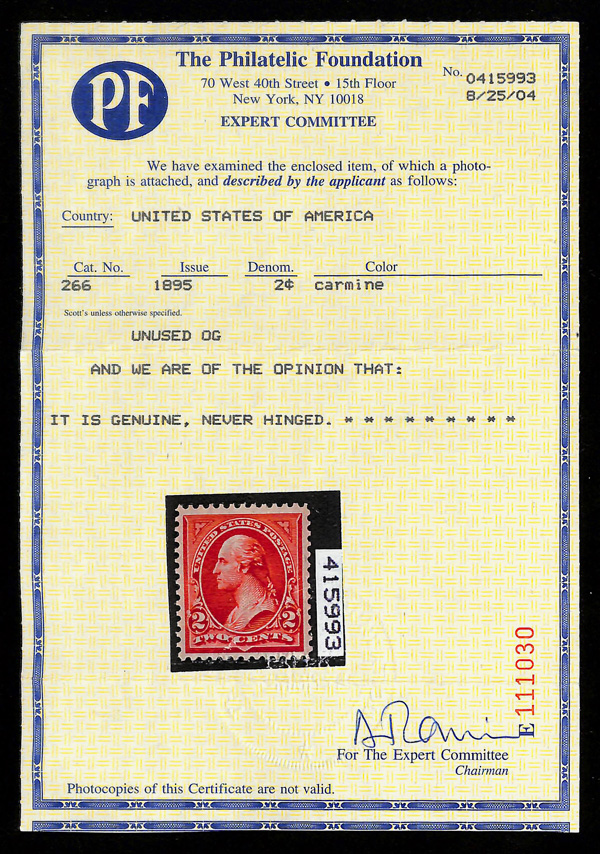 PF
The Philatelic Foundation
70 West 40th Street • 15th Floor
New York, NY 10018
EXPERT COMMITTEE
No. 0415993
8/25/04
We have examined the enclosed item, of which a photo-
graph is attached, and described by the applicant as follows:
Country: UNITED STATES OF AMERICA
Cat. No. Issue Denom. Color
266 1895 2¢ carmine
Scott's unless otherwise specified.
UNUSED OG
AND WE ARE OF THE OPINION THAT:
IT IS GENUINE, NEVER HINGED. * * * * * * * * *
UNITED STATES POSTAGE
2 2
TWO CENTS
415993
E111030
For The Expert Committee
Chairman
Photocopies of this Certificate are not valid.